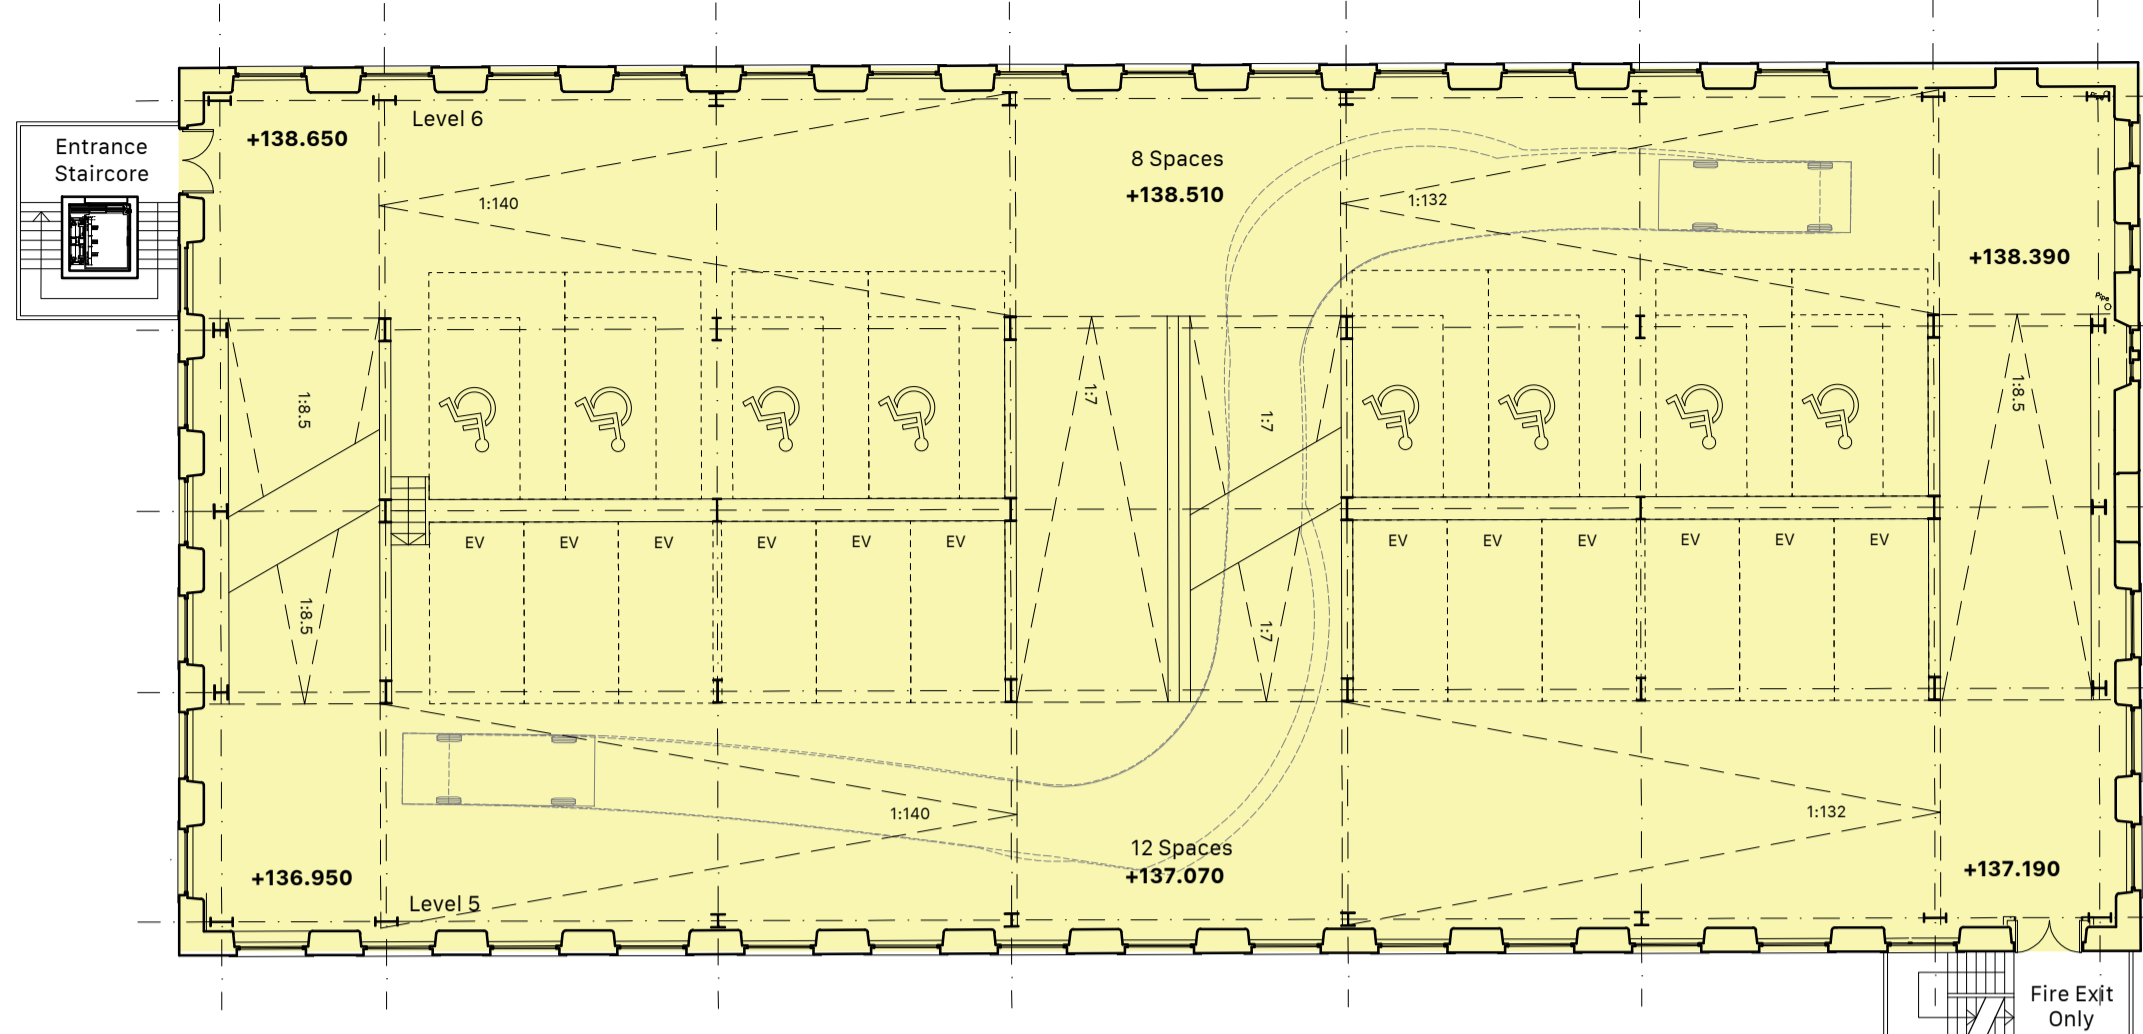 Level 6
+138.650
Entrance
Staircore
8 Spaces
+138.510
1:140
1:132
+138.390
Pipe
Pipe
1:8.5
1:7
1:7
1:8.5
EV
EV
EV
EV
EV
EV
EV
EV
EV
EV
EV
EV
1:8.5
1:7
1:140
1:132
12 Spaces
+136.950
+137.070
+137.190
Level 5
Fire Exit
Only